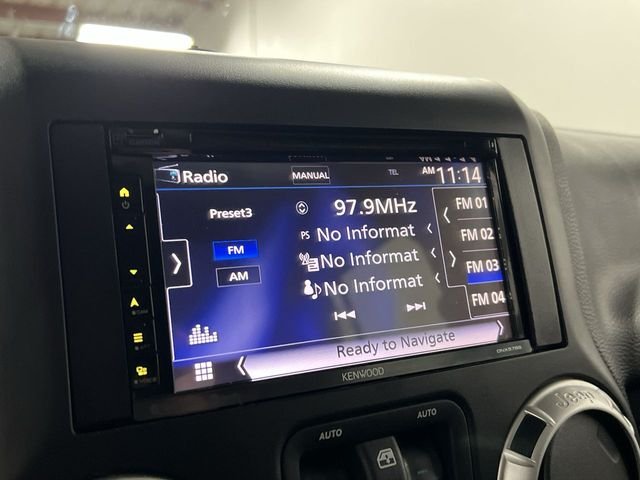 Radio
MANUAL
TEL
AM 11:14
Preset3
97.9MHz
FM 01
FM
PS No Informat
FM 02
AM
No Informat
FM 03
No Informat
FM 04
Ready to Navigate
KENWOOD
AUTO
AUTO
Jeep